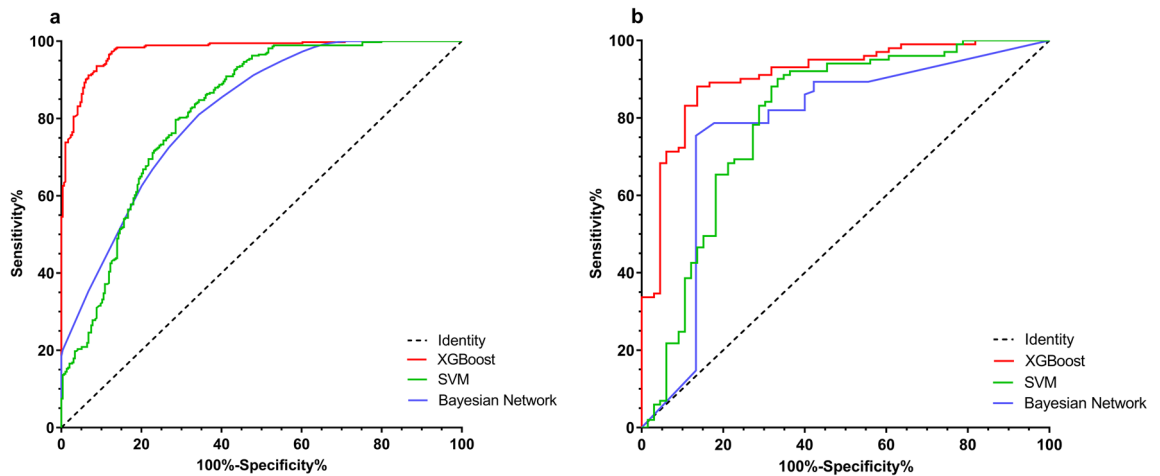 a
100
80
60
40
20
0
Sensitivity%
0 20 40 60 80 100
100%-Specificity%
Identity
XGBoost
SVM
Bayesian Network
b
100
80
60
40
20
0
Sensitivity%
0 20 40 60 80 100
100%-Specificity%
Identity
XGBoost
SVM
Bayesian Network